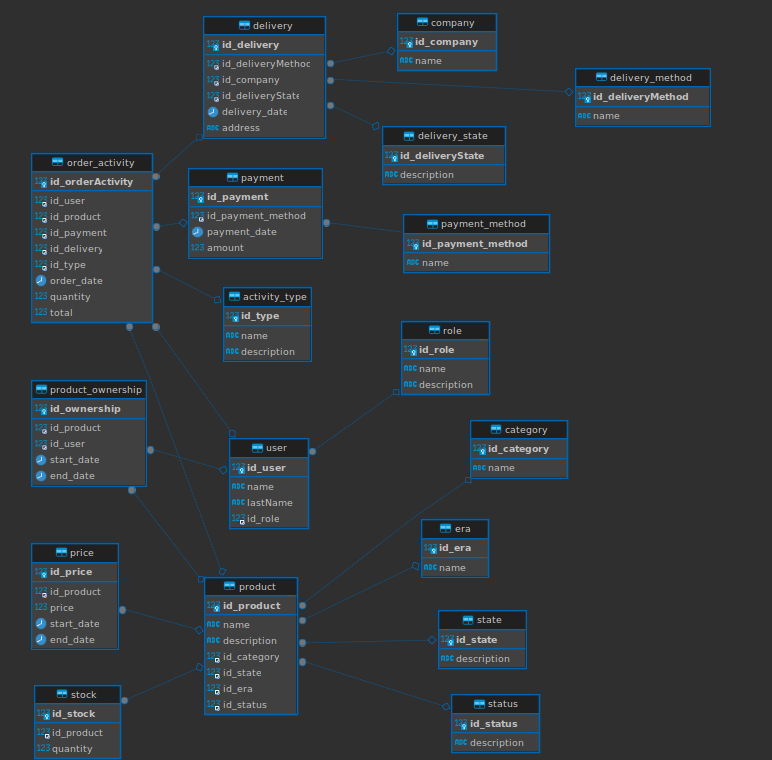 delivery
id_delivery
id_deliveryMethod
id_company
id_deliveryState
delivery_date
address
company
id_company
name
delivery_method
id_deliveryMethod
name
delivery_state
id_deliveryState
description
order_activity
id_orderActivity
id_user
id_product
id_payment
id_delivery
id_type
order_date
quantity
total
payment
id_payment
id_payment_method
payment_date
amount
payment_method
id_payment_method
name
activity_type
id_type
name
description
role
id_role
name
description
product_ownership
id_ownership
id_product
id_user
start_date
end_date
user
id_user
name
lastName
id_role
category
id_category
name
era
id_era
name
price
id_price
id_product
price
start_date
end_date
product
id_product
name
description
id_category
id_state
id_era
id_status
state
id_state
description
stock
id_stock
id_product
quantity
status
id_status
description